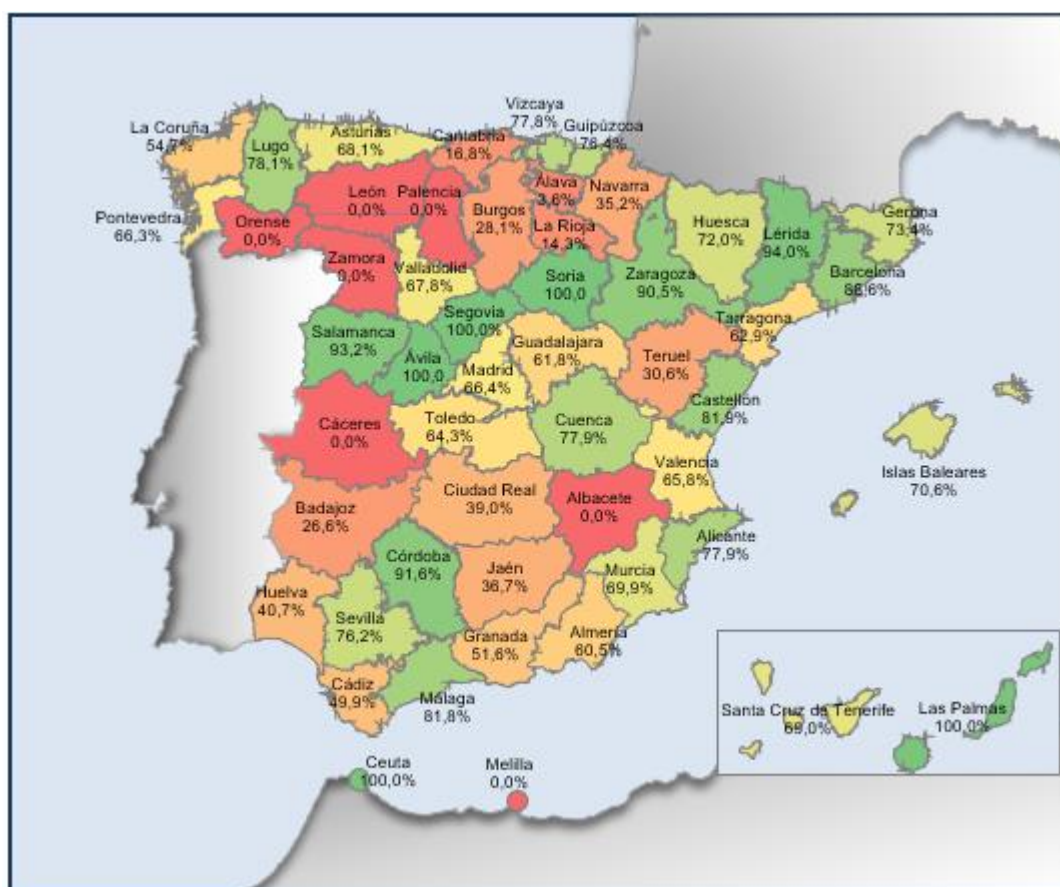 Vizcaya
77,8%
La Coruña
54,7%
Lugo
78,1%
Asturias
68,1%
Cantabria
16,8%
Guipúzcoa
76,4%
León
0,0%
Palencia
0,0%
Álava
3,6%
Navarra
35,2%
Pontevedra
66,3%
Orense
0,0%
Burgos
28,1%
La Rioja
14,3%
Huesca
72,0%
Lérida
94,0%
Gerona
73,4%
Zamora
0,0%
Valladolid
67,8%
Soria
100,0
Zaragoza
90,5%
Barcelona
Segovia
100,0%
Salamanca
93,2%
Ávila
100,0
Madrid
66,4%
Guadalajara
61,8%
Teruel
30,6%
Tarragona
62,9%
Castellón
81,9%
Cáceres
0,0%
Toledo
64,3%
Cuenca
77,9%
Valencia
65,8%
Islas Baleares
70,6%
Badajoz
26,6%
Ciudad Real
39,0%
Albacete
0,0%
Alicante
77,9%
Córdoba
91,6%
Jaén
36,7%
Murcia
69,9%
Huelva
40,7%
Sevilla
76,2%
Granada
51,6%
Almería
60,5%
Cádiz
49,9%
Málaga
81,8%
Santa Cruz de Tenerife
69,0%
Las Palmas
100,0%
Ceuta
100,0%
Melilla
0,0%